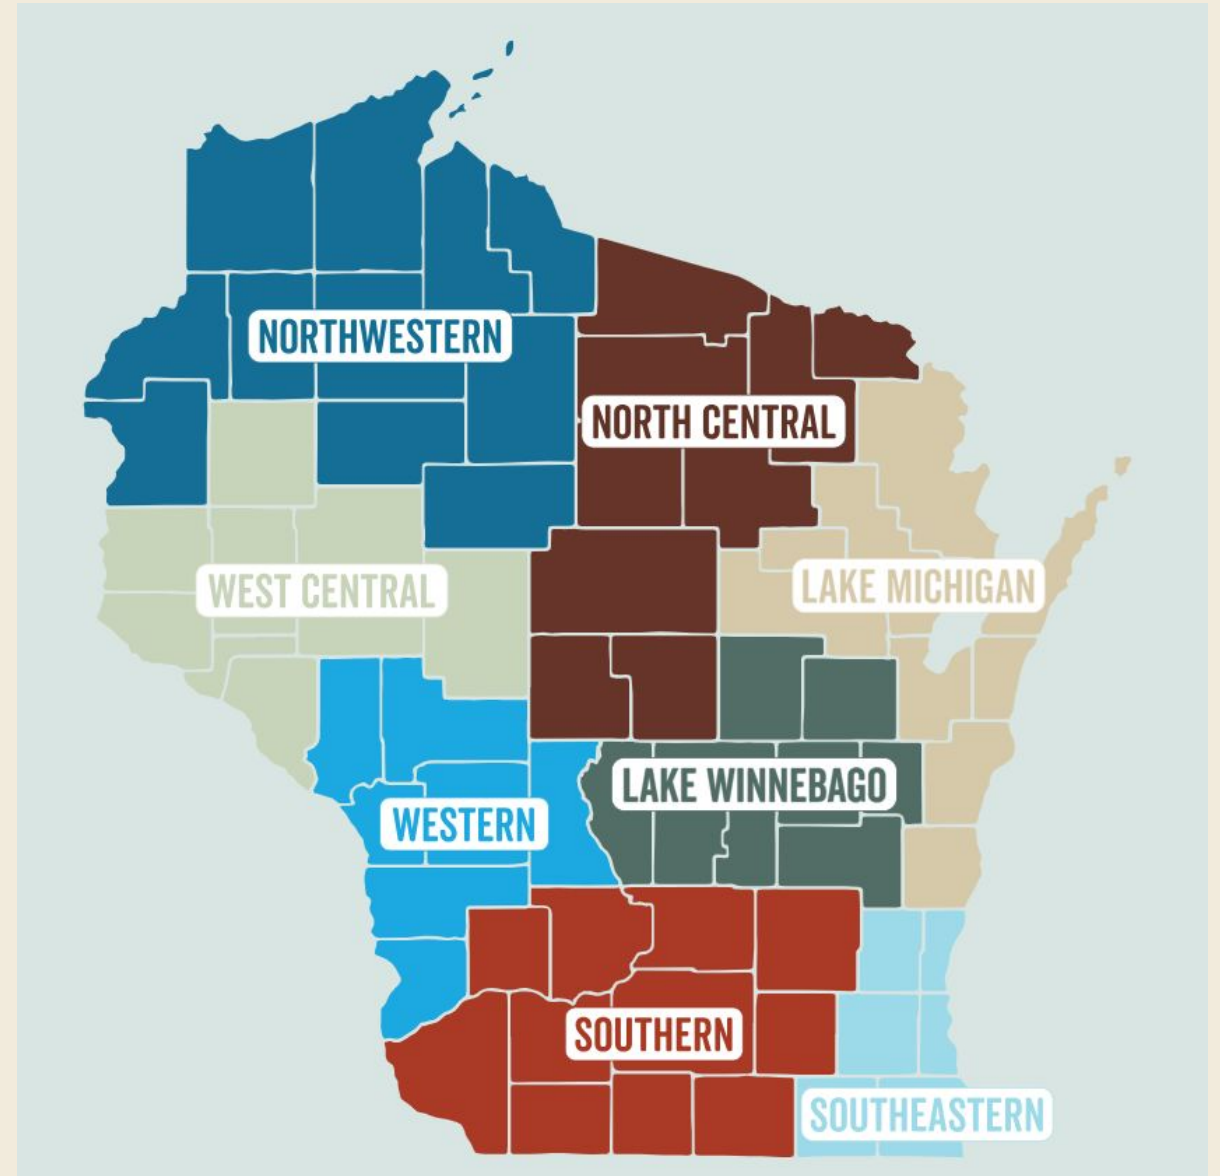 NORTHWESTERN
NORTH CENTRAL
WEST CENTRAL
LAKE MICHIGAN
LAKE WINNEBAGO
WESTERN
SOUTHERN
SOUTHEASTERN